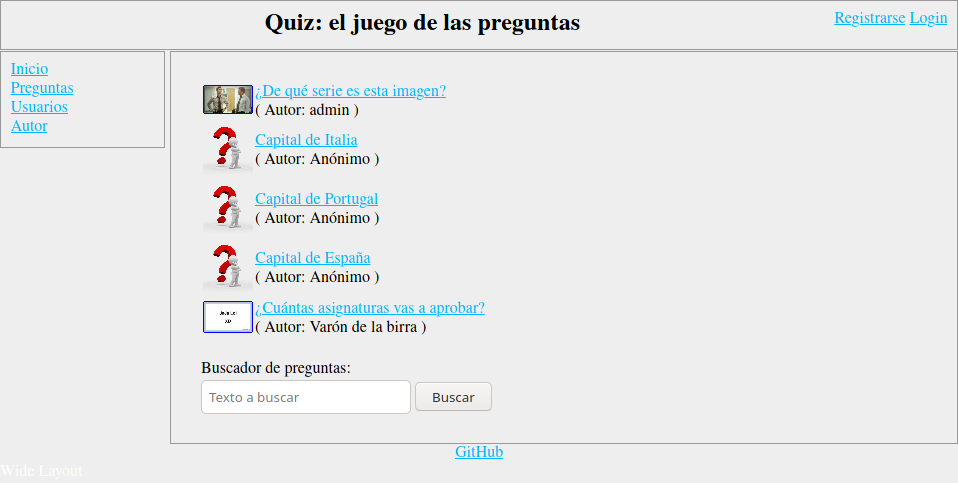 Quiz: el juego de las preguntas
Registrarse Login
Inicio
Preguntas
Usuarios
Autor
¿De qué serie es esta imagen?
( Autor: admin )
Capital de Italia
( Autor: Anónimo )
Capital de Portugal
( Autor: Anónimo )
Capital de España
( Autor: Anónimo )
¿Cuántas asignaturas vas a aprobar?
( Autor: Varón de la birra )
Buscador de preguntas:
Texto a buscar
Buscar
GitHub
Wide Layout